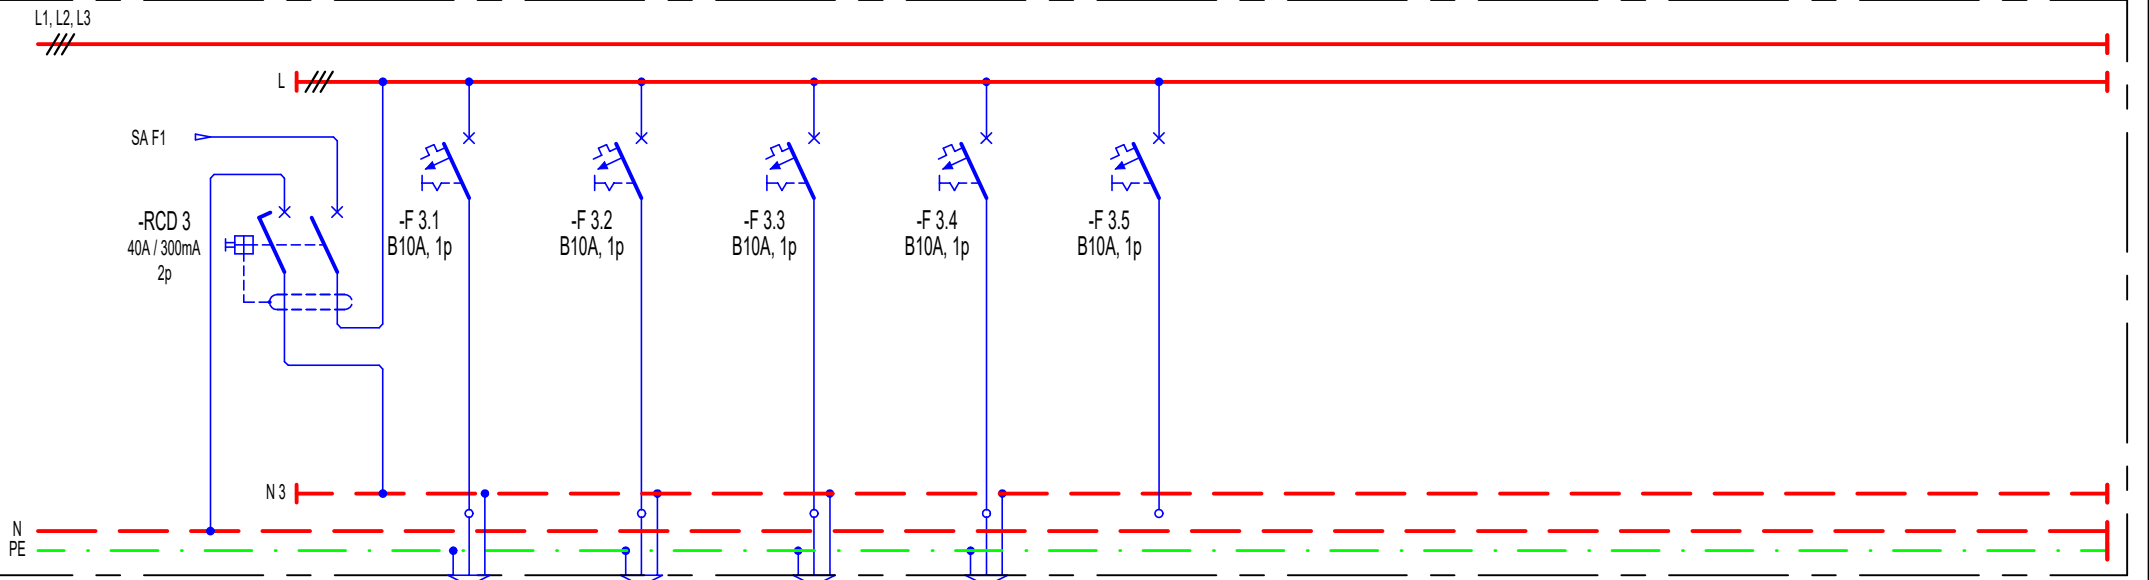 L1, L2, L3
L
SA F1
-RCD 3
40A / 300mA
2p
-F 3.1
B10A, 1p
-F 3.2
B10A, 1p
-F 3.3
B10A, 1p
-F 3.4
B10A, 1p
-F 3.5
B10A, 1p
N 3
N
PE